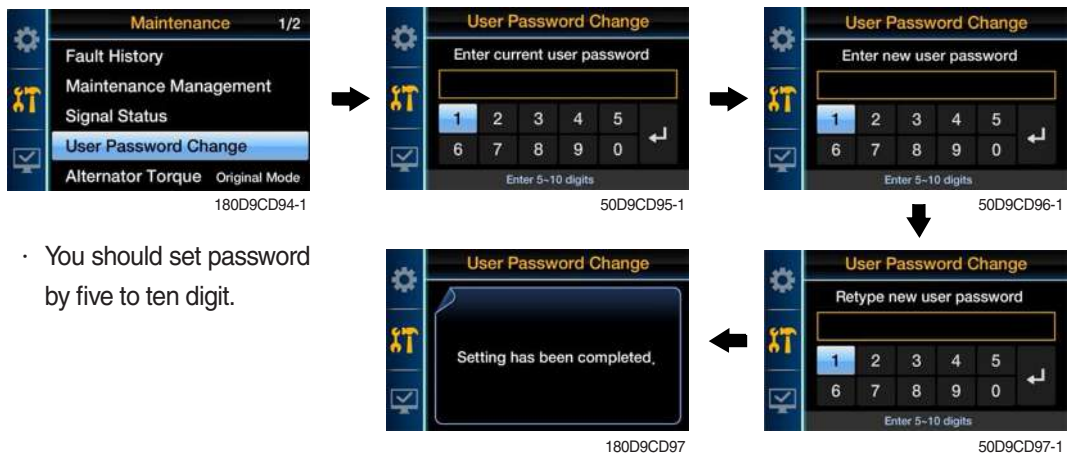 Maintenance 1/2
Fault History
Maintenance Management
Signal Status
User Password Change
Alternator Torque Original Mode
180D9CD94-1
User Password Change
Enter current user password
1 2 3 4 5
6 7 8 9 0
Enter 5~10 digits
50D9CD95-1
User Password Change
Enter new user password
1 2 3 4 5
6 7 8 9 0
Enter 5~10 digits
50D9CD96-1
User Password Change
Retype new user password
1 2 3 4 5
6 7 8 9 0
Enter 5~10 digits
50D9CD97-1
User Password Change
Setting has been completed.
180D9CD97
· You should set password
by five to ten digit.